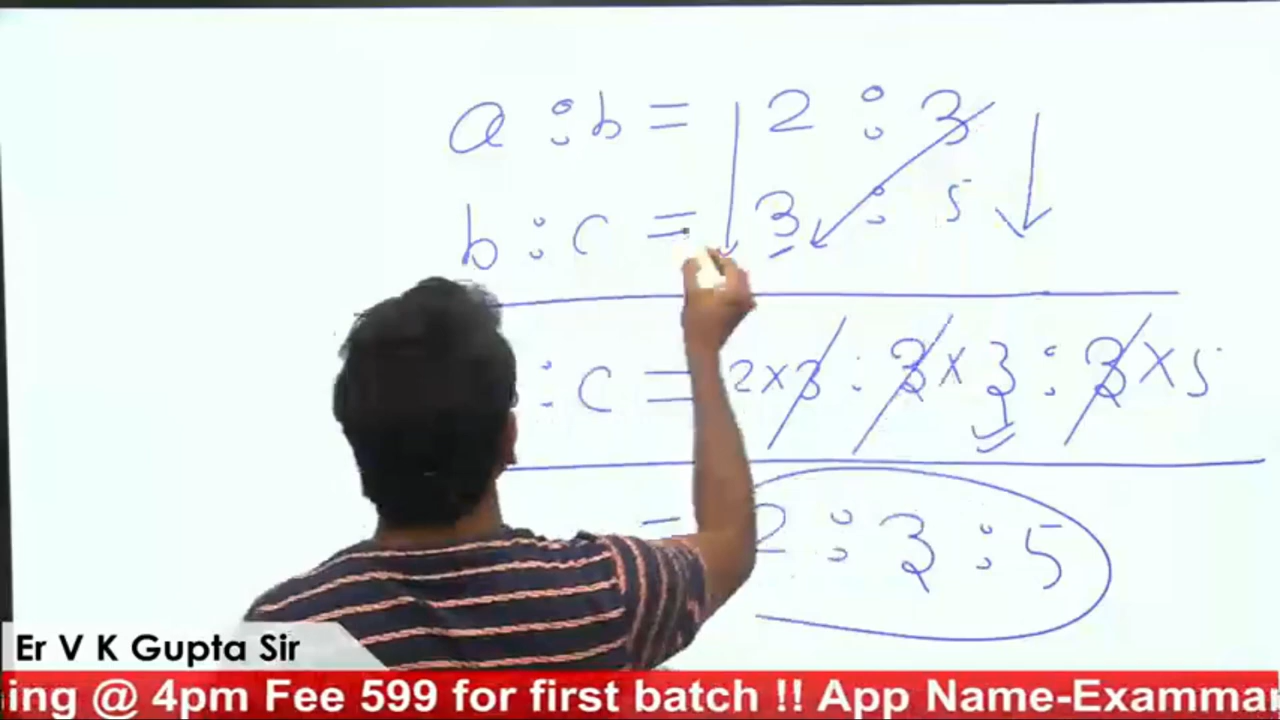 a : b = 2 : 3
b : c = 3 : 5
: c = 2 × 3 : 3 × 3 : 3 × 5
= 2 : 3 : 5
Er V K Gupta Sir
ing @ 4pm Fee 599 for first batch !! App Name-Exammar